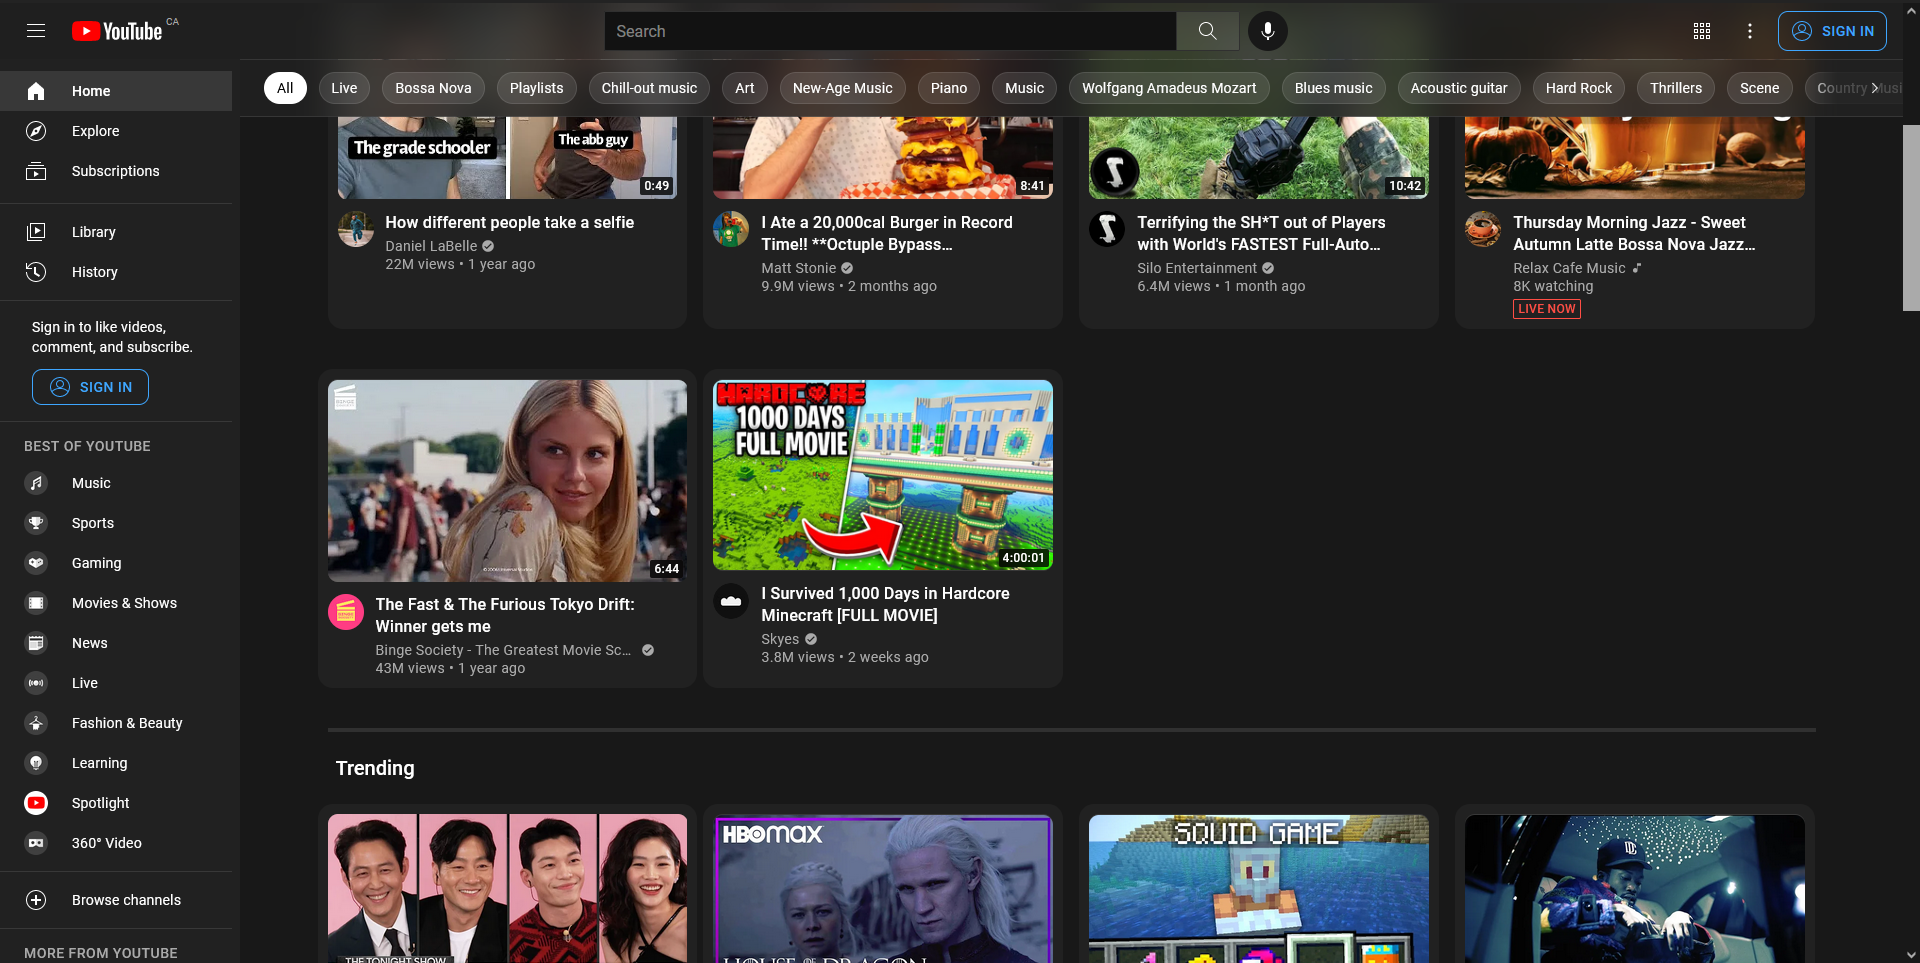 YouTube CA
Search
SIGN IN
Home
Explore
Subscriptions
Library
History
Sign in to like videos,
comment, and subscribe.
SIGN IN
BEST OF YOUTUBE
Music
Sports
Gaming
Movies & Shows
News
Live
Fashion & Beauty
Learning
Spotlight
360° Video
Browse channels
MORE FROM YOUTUBE
All
Live
Bossa Nova
Playlists
Chill-out music
Art
New-Age Music
Piano
Music
Wolfgang Amadeus Mozart
Blues music
Acoustic guitar
Hard Rock
Thrillers
Scene
Country
The grade schooler
The abb guy
0:49
How different people take a selfie
Daniel LaBelle
22M views • 1 year ago
8:41
I Ate a 20,000cal Burger in Record
Time!! **Octuple Bypass...
Matt Stonie
9.9M views • 2 months ago
10:42
Terrifying the SH*T out of Players
with World's FASTEST Full-Auto...
Silo Entertainment
6.4M views • 1 month ago
Thursday Morning Jazz - Sweet
Autumn Latte Bossa Nova Jazz...
Relax Cafe Music
8K watching
LIVE NOW
6:44
The Fast & The Furious Tokyo Drift:
Winner gets me
Binge Society - The Greatest Movie Sc...
43M views • 1 year ago
HARDCORE
1000 DAYS
FULL MOVIE
4:00:01
I Survived 1,000 Days in Hardcore
Minecraft [FULL MOVIE]
Skyes
3.8M views • 2 weeks ago
Trending
THE TONIGHT SHOW
HBOMAX
HOUSE OF DRAGON
SQUID GAME